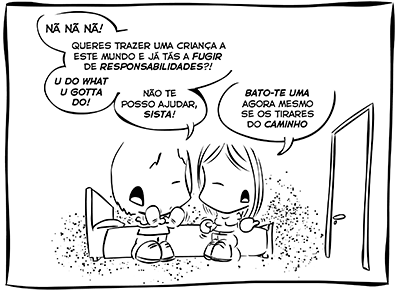 NÃ NÃ NÃ!
QUERES TRAZER UMA CRIANÇA A
ESTE MUNDO E JÁ TÁS A FUGIR
DE RESPONSABILIDADES?!
U DO WHAT
U GOTTA
DO!
NÃO TE
POSSO AJUDAR,
SISTA!
BATO-TE UMA
AGORA MESMO
SE OS TIRARES
DO CAMINHO